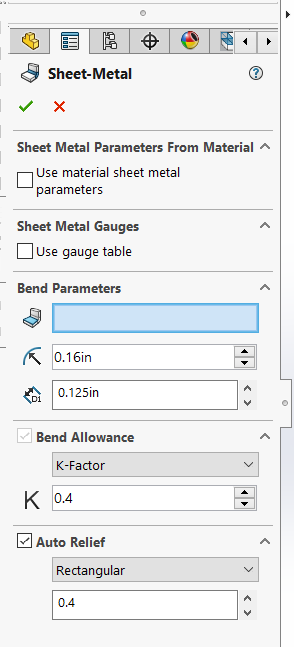 Sheet-Metal
Sheet Metal Parameters From Material
Use material sheet metal
parameters
Sheet Metal Gauges
Use gauge table
Bend Parameters
0.16in
D1
0.125in
Bend Allowance
K-Factor
K
0.4
Auto Relief
Rectangular
0.4